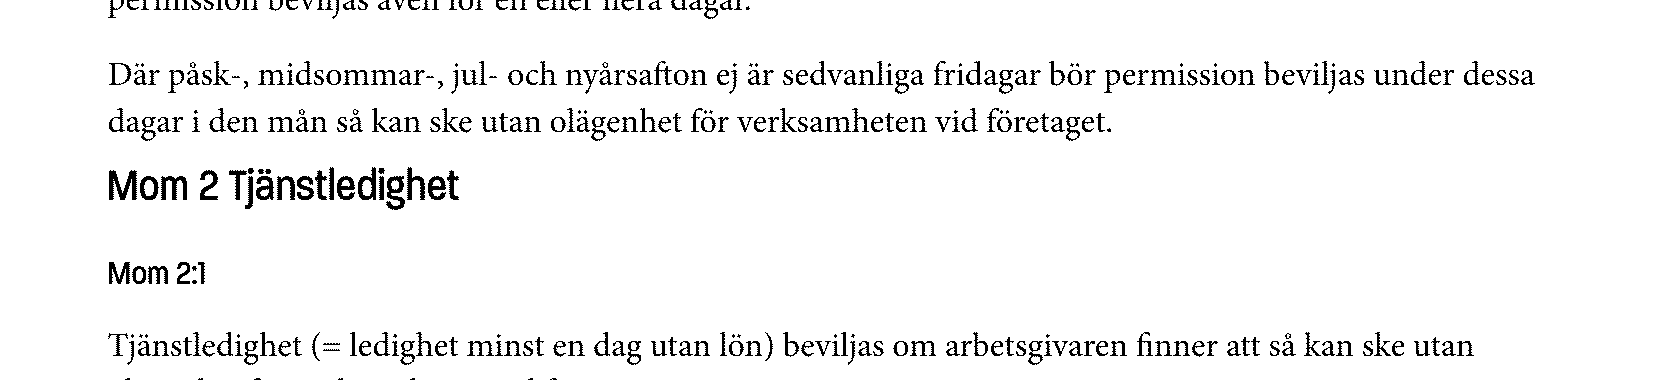 permission beviljas även för en eller flera dagar.
Där påsk-, midsommar-, jul- och nyårsafton ej är sedvanliga fridagar bör permission beviljas under dessa
dagar i den mån så kan ske utan olägenhet för verksamheten vid företaget.
Mom 2 Tjänstledighet
Mom 2:1
Tjänstledighet (= ledighet minst en dag utan lön) beviljas om arbetsgivaren finner att så kan ske utan